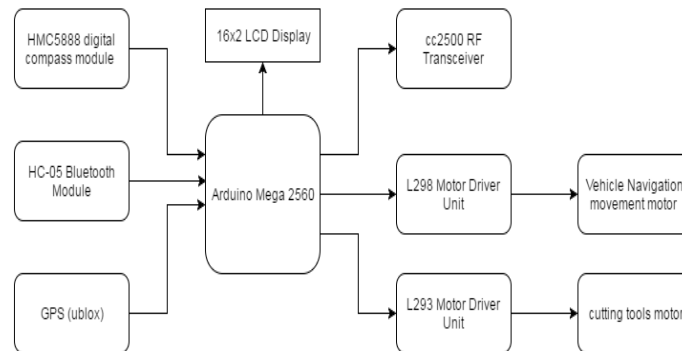 HMC5888 digital
compass module
16x2 LCD Display
cc2500 RF
Transceiver
HC-05 Bluetooth
Module
Arduino Mega 2560
L298 Motor Driver
Unit
Vehicle Navigation
movement motor
GPS (ublox)
L293 Motor Driver
Unit
cutting tools motor